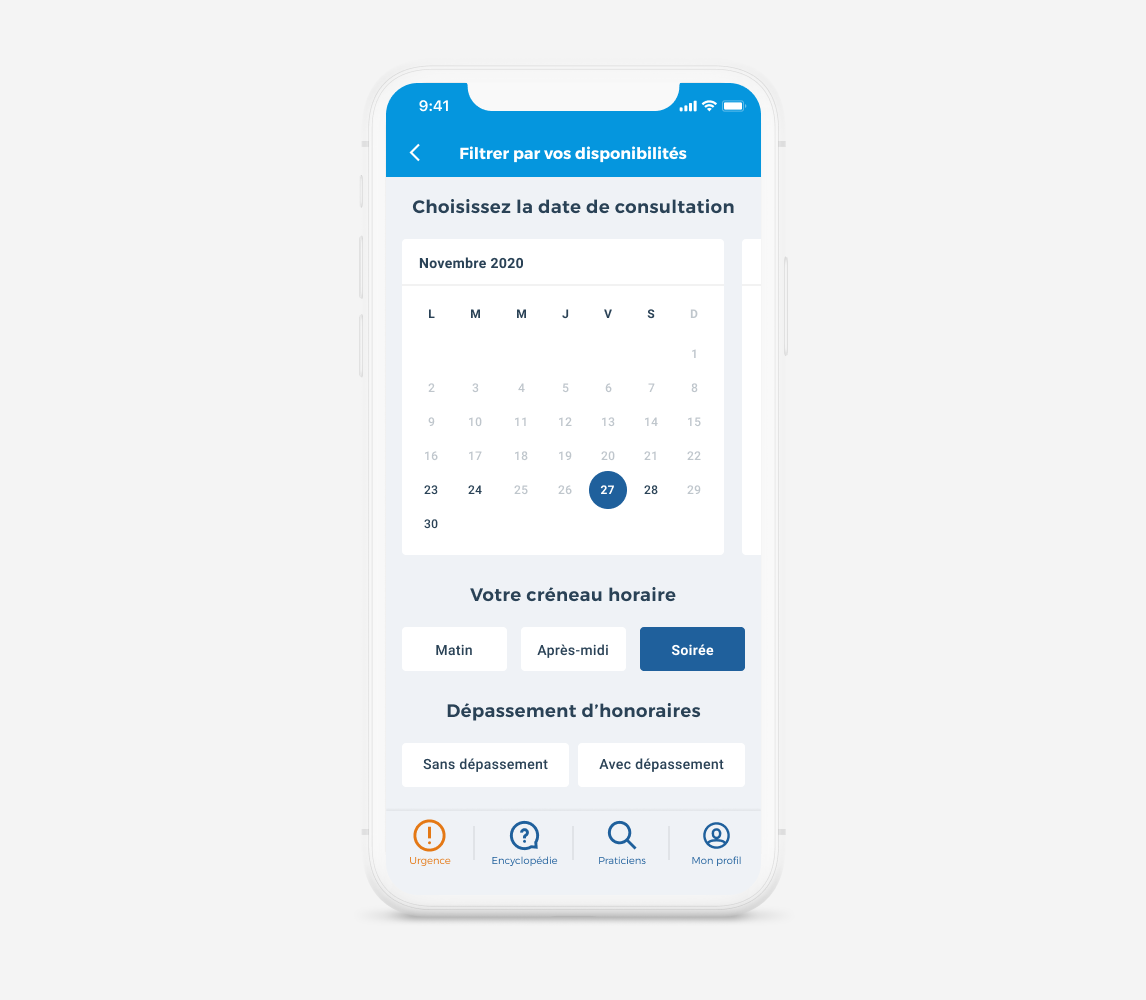 9:41
Filtrer par vos disponibilités
Choisissez la date de consultation
Novembre 2020
L M M J V S D
1
2 3 4 5 6 7 8
9 10 11 12 13 14 15
16 17 18 19 20 21 22
23 24 25 26 27 28 29
30
Votre créneau horaire
Matin Après-midi Soirée
Dépassement d’honoraires
Sans dépassement Avec dépassement
Urgence Encyclopédie Praticiens Mon profil